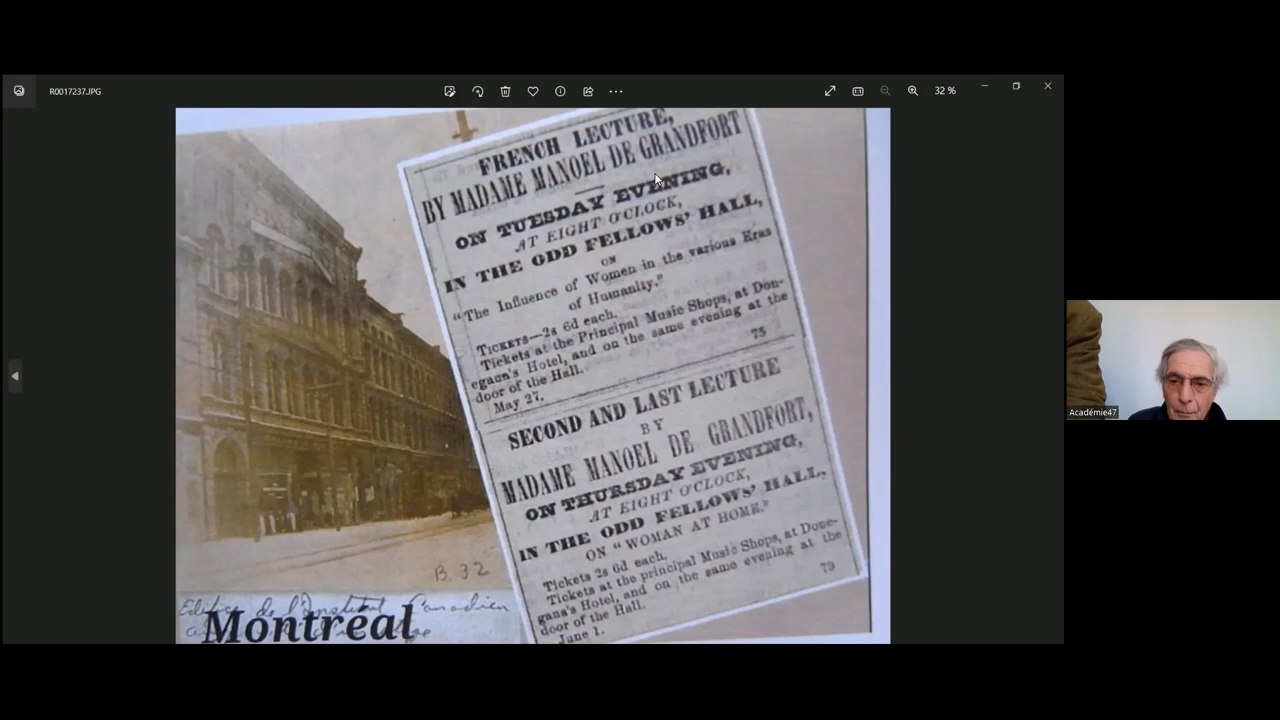 R0017237.JPG
32 %
FRENCH LECTURE,
BY MADAME MANOEL DE GRANDFORT
ON TUESDAY EVENING,
AT EIGHT O'CLOCK,
IN THE ODD FELLOWS' HALL,
ON
"The Influence of Women in the various Eras
of Humanity."
TICKETS—2s 6d each.
Tickets at the Principal Music Shops, at Don-
egana's Hotel, and on the same evening at the
door of the Hall.
May 27. 75
SECOND AND LAST LECTURE
BY
MADAME MANOEL DE GRANDFORT,
ON THURSDAY EVENING,
AT EIGHT O'CLOCK,
IN THE ODD FELLOWS' HALL,
ON "WOMAN AT HOME."
Tickets 2s 6d each.
Tickets at the principal Music Shops, at Done-
gana's Hotel, and on the same evening at the
door of the Hall.
June 1. 79
B. 32
Edifice de l'Institut Canadien
Montréal
Académie47